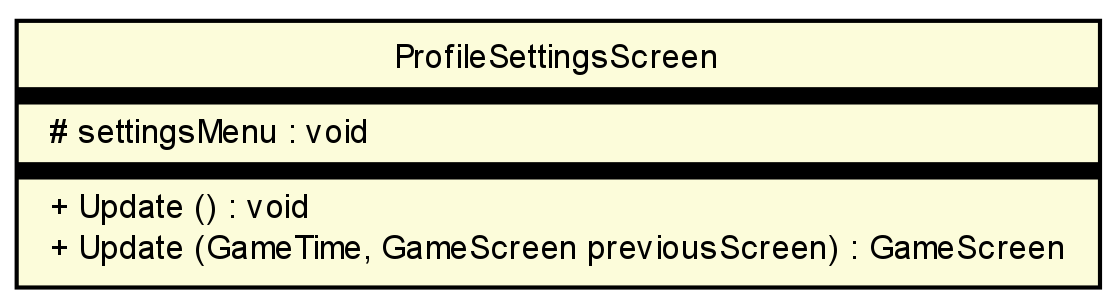 ProfileSettingsScreen
# settingsMenu : void
+ Update () : void
+ Update (GameTime, GameScreen previousScreen) : GameScreen